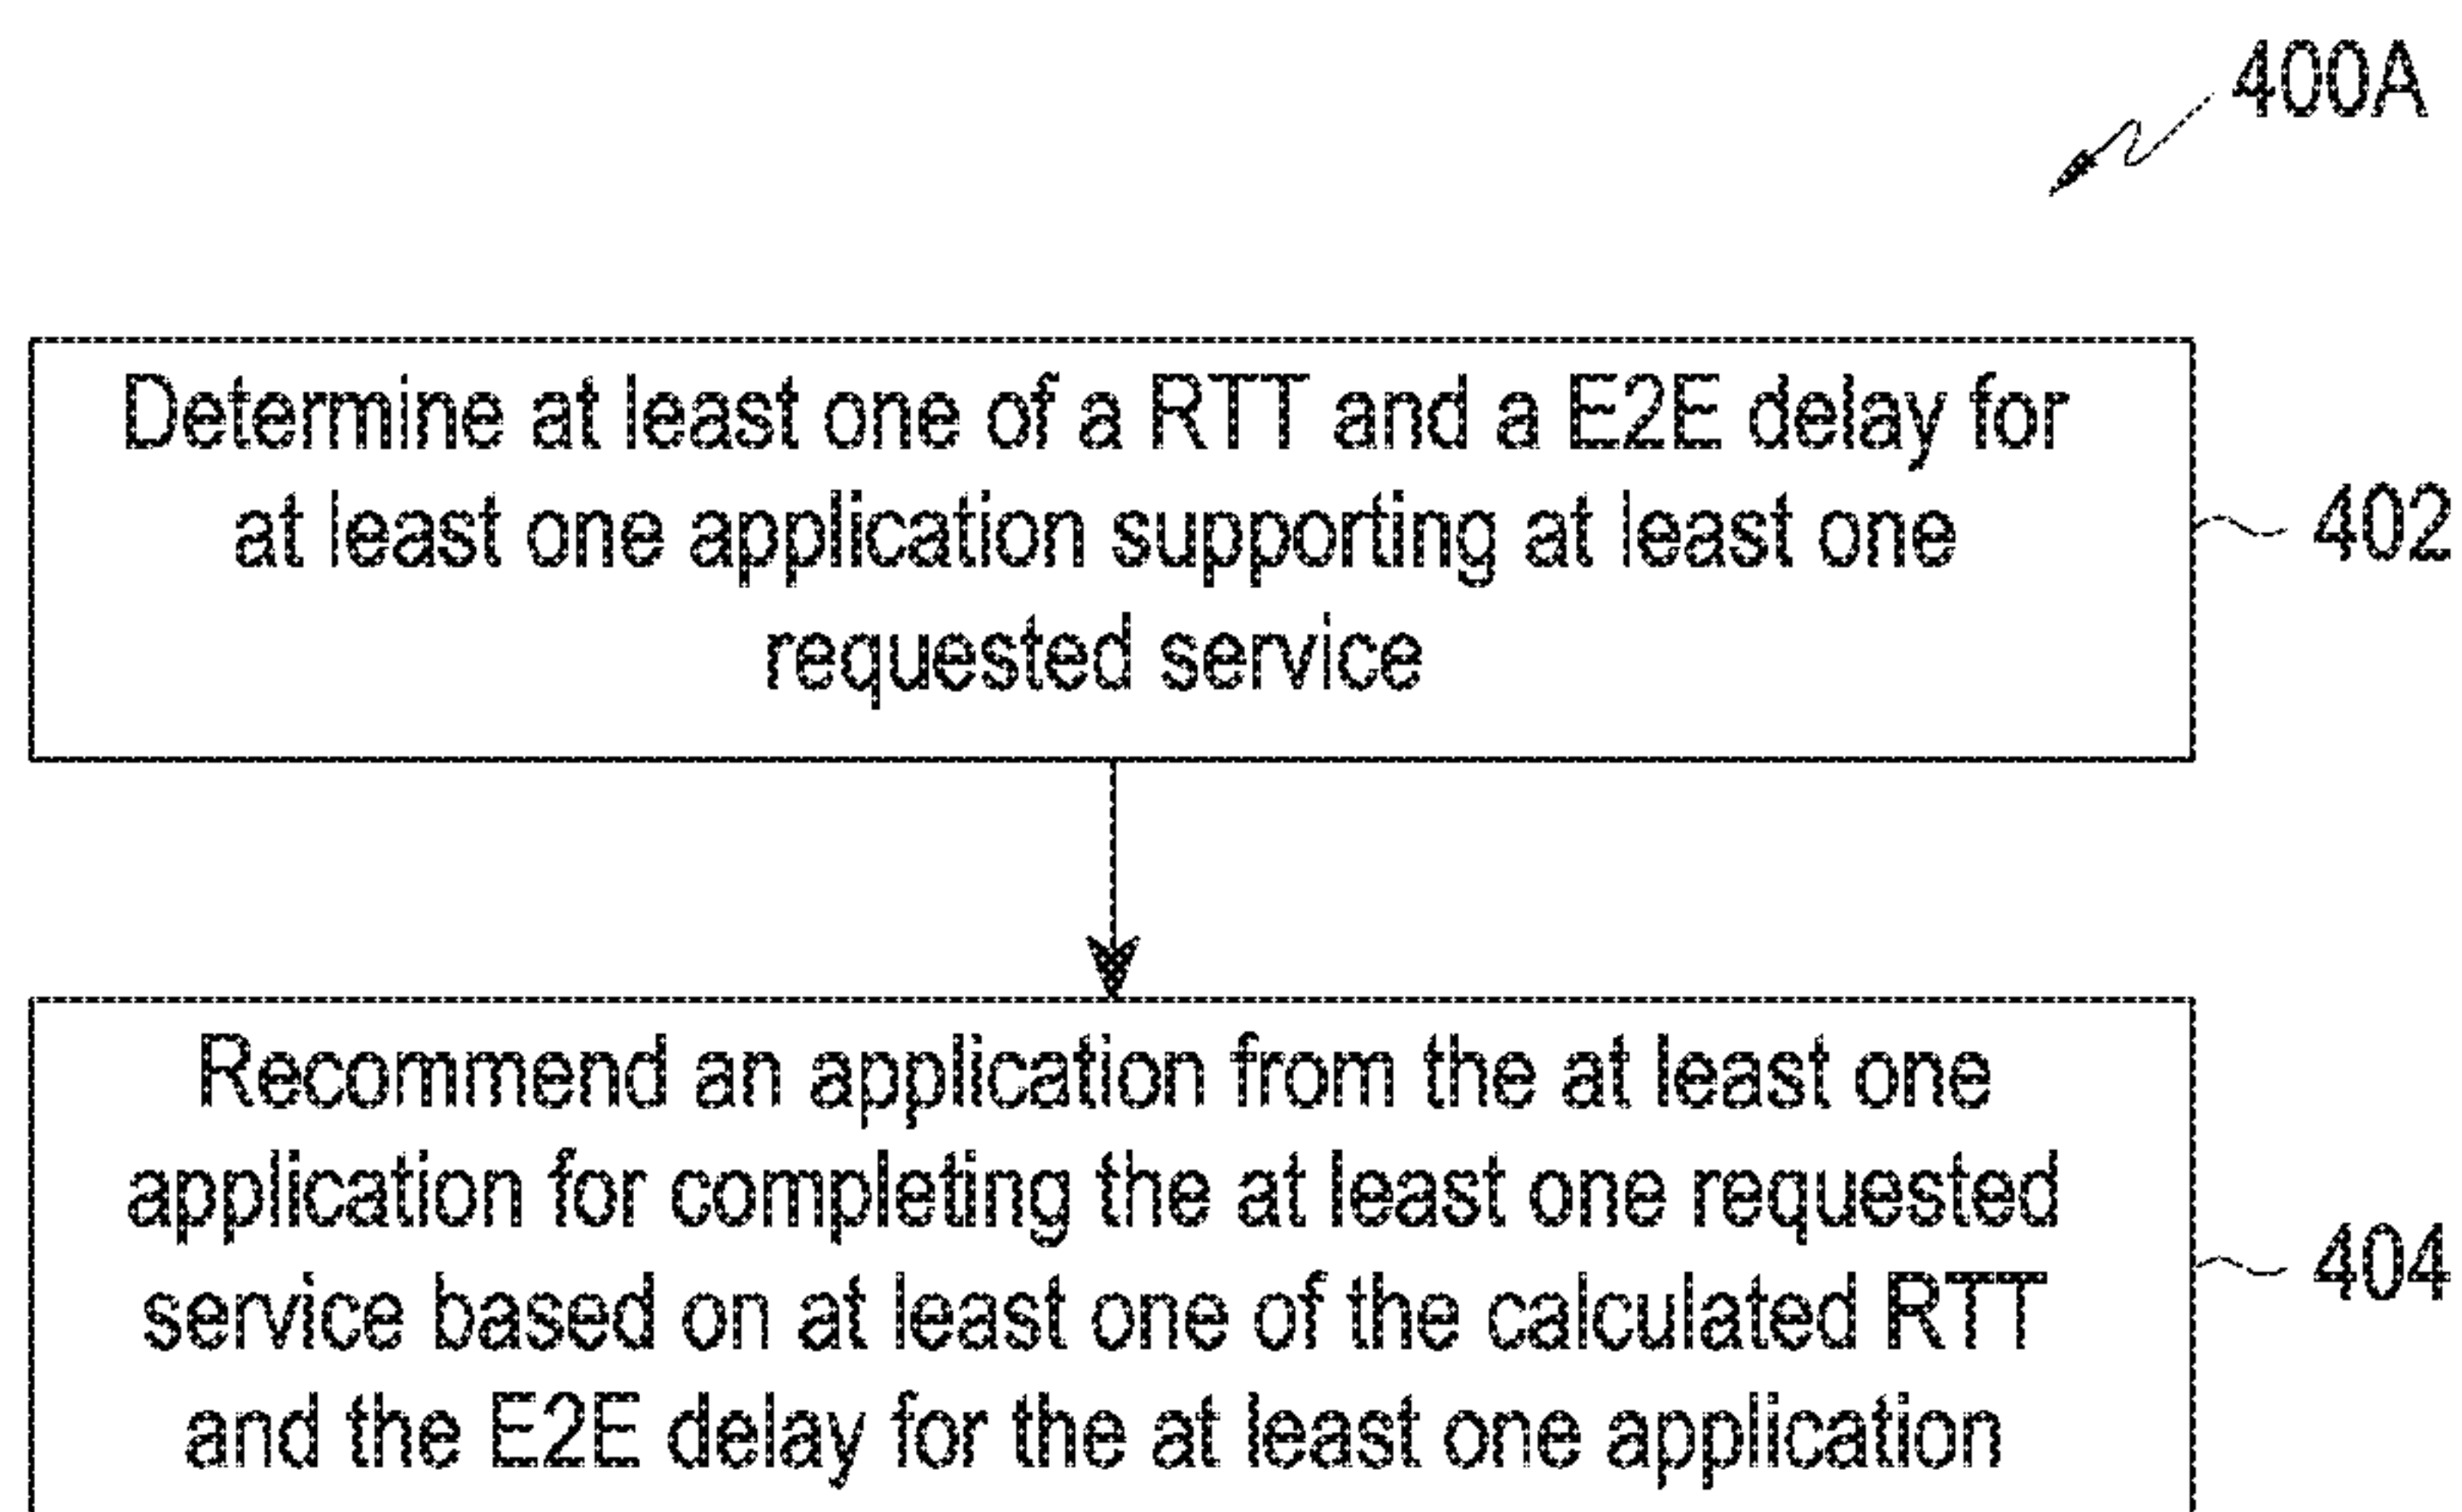 400A
Determine at least one of a RTT and a E2E delay for
at least one application supporting at least one
requested service
402
Recommend an application from the at least one
application for completing the at least one requested
service based on at least one of the calculated RTT
and the E2E delay for the at least one application
404